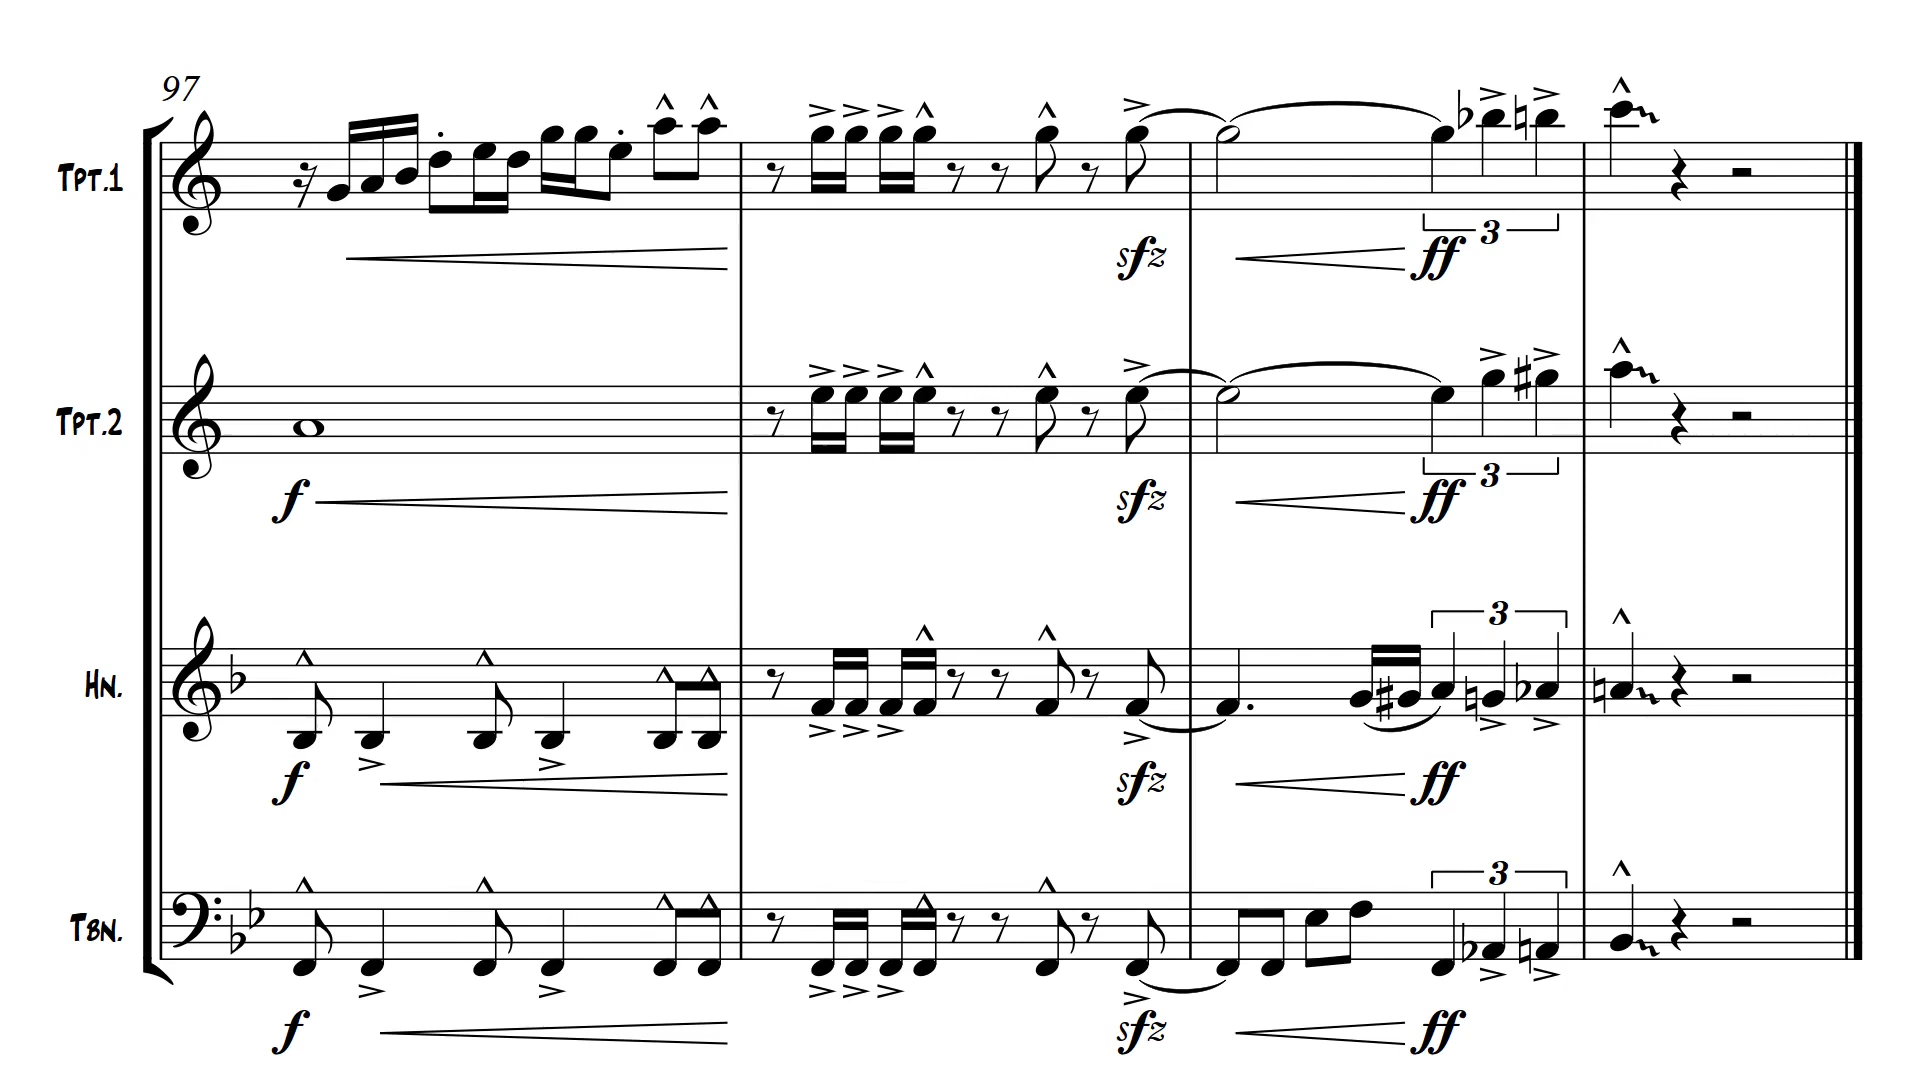 97
Tpt.1
sfz ff 3
Tpt.2
f sfz ff 3
3
Hn.
f sfz ff
3
Tbn.
f sfz ff